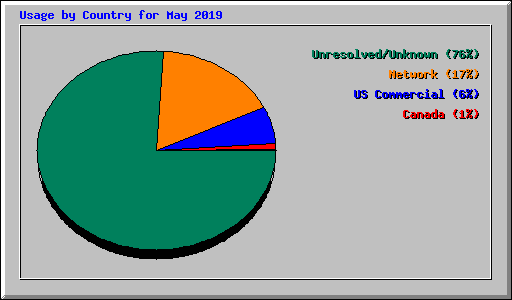 Usage by Country for May 2019
Unresolved/Unknown (76%)
Network (17%)
US Commercial (6%)
Canada (1%)